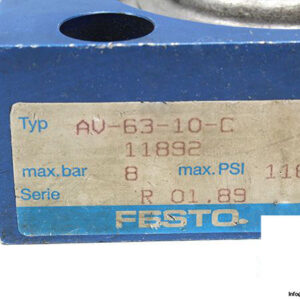 Typ AV-63-10-C
11892
max.bar 8 max.PSI 118
Serie R 01.89
FESTO